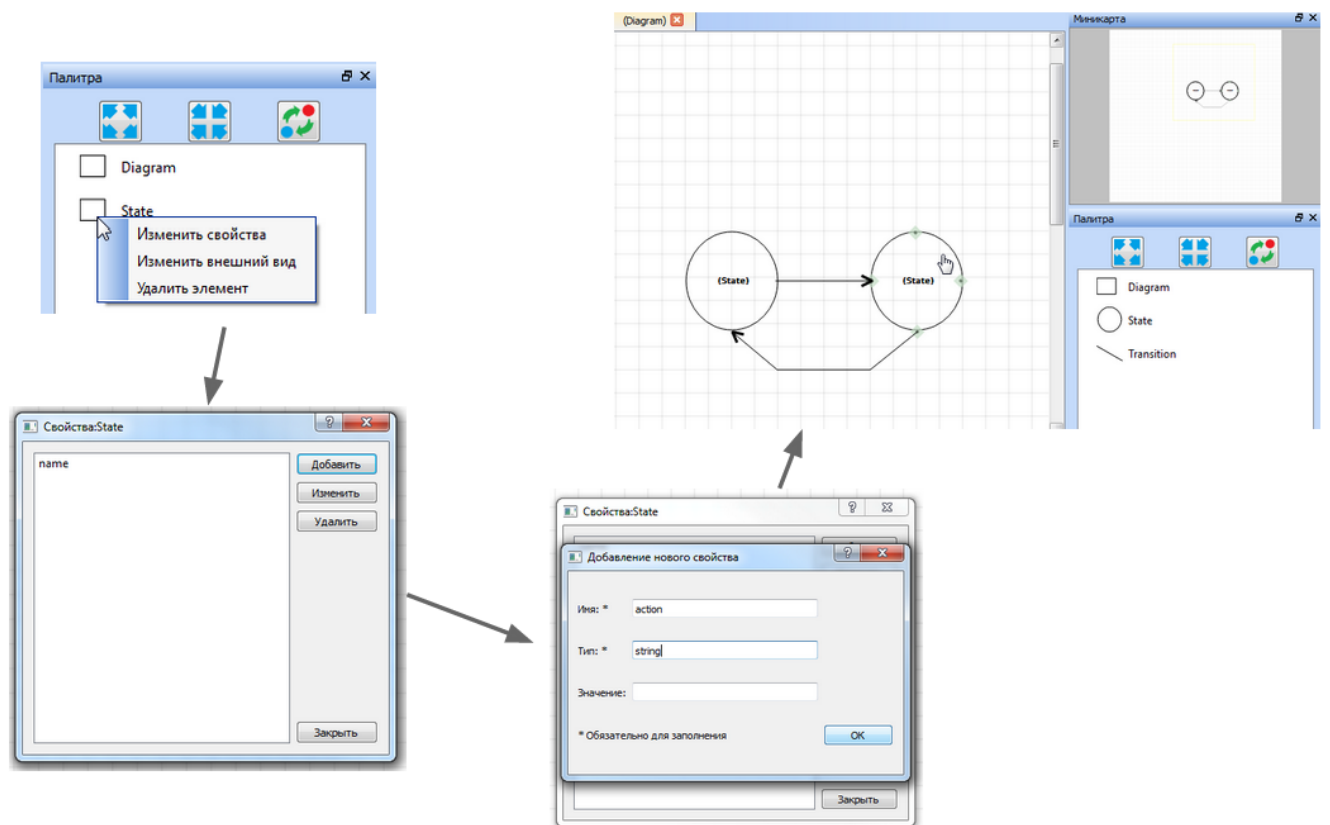 Палитра
Diagram
State
Изменить свойства
Изменить внешний вид
Удалить элемент
(Diagram)
Миникарта
(State)
(State)
Палитра
Diagram
State
Transition
Свойства:State
name
Добавить
Изменить
Удалить
Закрыть
Свойства:State
Добавление нового свойства
Имя: *
action
Тип: *
string
Значение:
* Обязательно для заполнения
OK
Закрыть